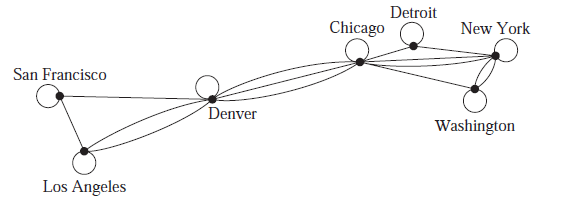 Detroit
Chicago
New York
San Francisco
Denver
Washington
Los Angeles